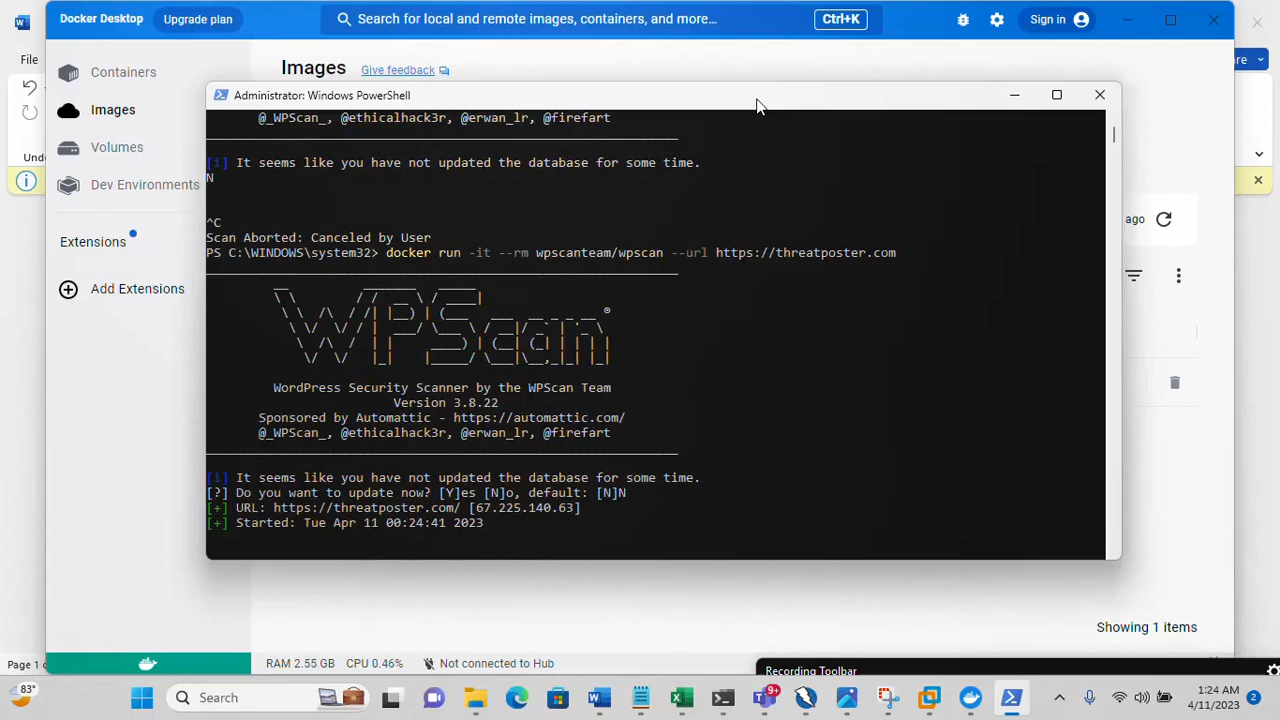 Docker Desktop Upgrade plan Search for local and remote images, containers, and more... Ctrl+K Sign in
File
Containers
Images
Volumes
Dev Environments
Extensions
Add Extensions
Images Give feedback
ago
Administrator: Windows PowerShell
@_WPScan_, @ethicalhack3r, @erwan_lr, @firefart
[i] It seems like you have not updated the database for some time.
N
^C
Scan Aborted: Canceled by User
PS C:\WINDOWS\system32> docker run -it --rm wpscanteam/wpscan --url https://threatposter.com
WPScan ®
WordPress Security Scanner by the WPScan Team
Version 3.8.22
Sponsored by Automattic - https://automattic.com/
@_WPScan_, @ethicalhack3r, @erwan_lr, @firefart
[i] It seems like you have not updated the database for some time.
[?] Do you want to update now? [Y]es [N]o, default: [N]N
[+] URL: https://threatposter.com/ [67.225.140.63]
[+] Started: Tue Apr 11 00:24:41 2023
Showing 1 items
RAM 2.55 GB CPU 0.46% Not connected to Hub
Recording Toolbar
83°
Search
9+
1:24 AM
4/11/2023
2